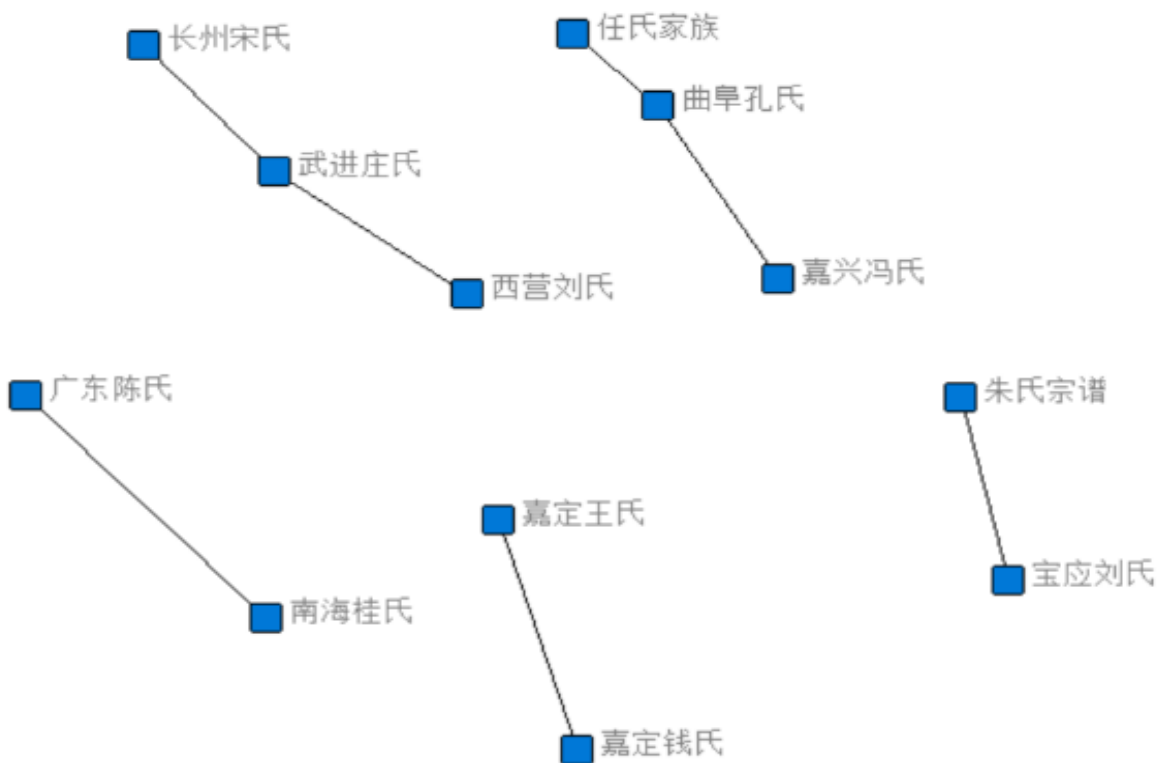 长州宋氏
任氏家族
曲阜孔氏
武进庄氏
西营刘氏
嘉兴冯氏
广东陈氏
朱氏宗谱
嘉定王氏
宝应刘氏
南海桂氏
嘉定钱氏